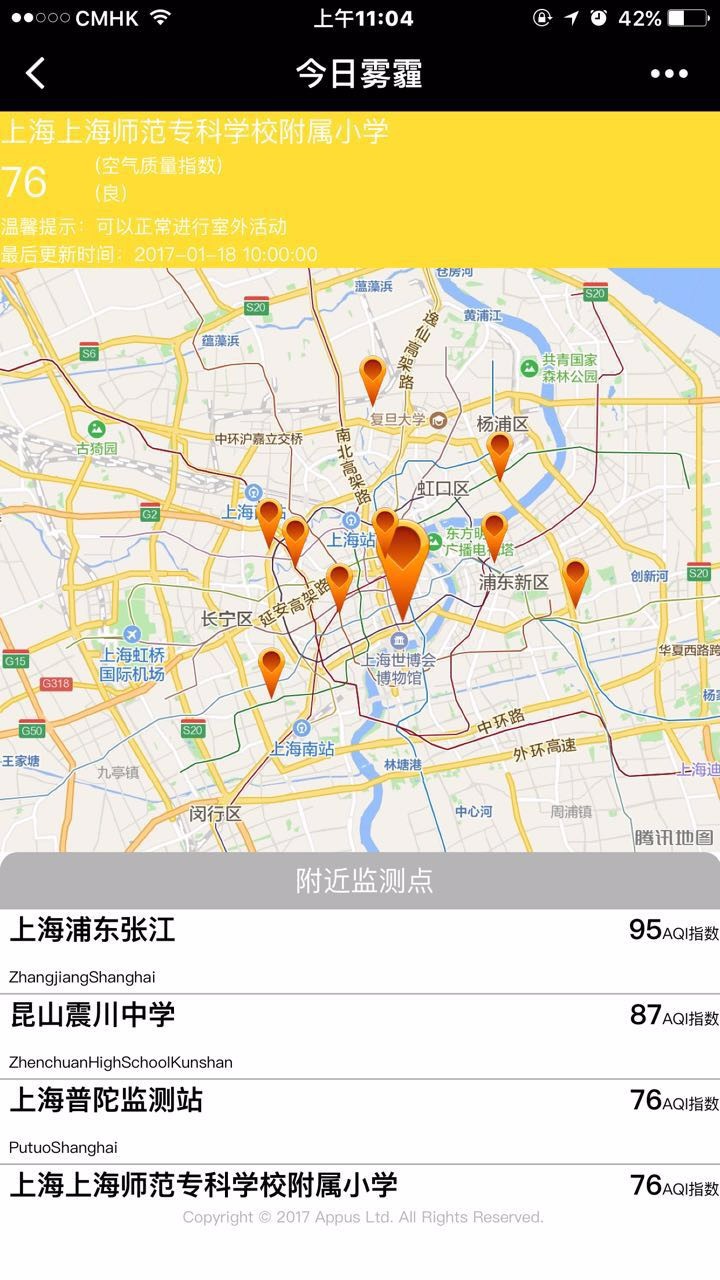 CMHK
上午11:04
42%
今日雾霾
上海上海师范专科学校附属小学
76
(空气质量指数)
(良)
温馨提示：可以正常进行室外活动
最后更新时间：2017-01-18 10:00:00
仓房河
蕰藻浜
S20
S20
黄浦江
逸仙高架路
蕴藻浜
S6
共青国家
森林公园
复旦大学
杨浦区
古猗园
中环沪嘉立交桥
南北高架路
虹口区
G2
上海
站
上海站
东方明
广播电
塔
浦东新区
创新河
S20
延安高架路
长宁区
上海虹桥
国际机场
上海世博会
博物馆
华夏西路跨
G15
G318
杨家
G50
S20
中环路
上海南站
外环高速
王家塘
九亭镇
林塘港
上海迪
闵行区
中心河
周浦镇
腾讯地图
附近监测点
上海浦东张江
95AQI指数
ZhangjiangShanghai
昆山震川中学
87AQI指数
ZhenchuanHighSchoolKunshan
上海普陀监测站
76AQI指数
PutuoShanghai
上海上海师范专科学校附属小学
76AQI指数
Copyright © 2017 Appus Ltd. All Rights Reserved.